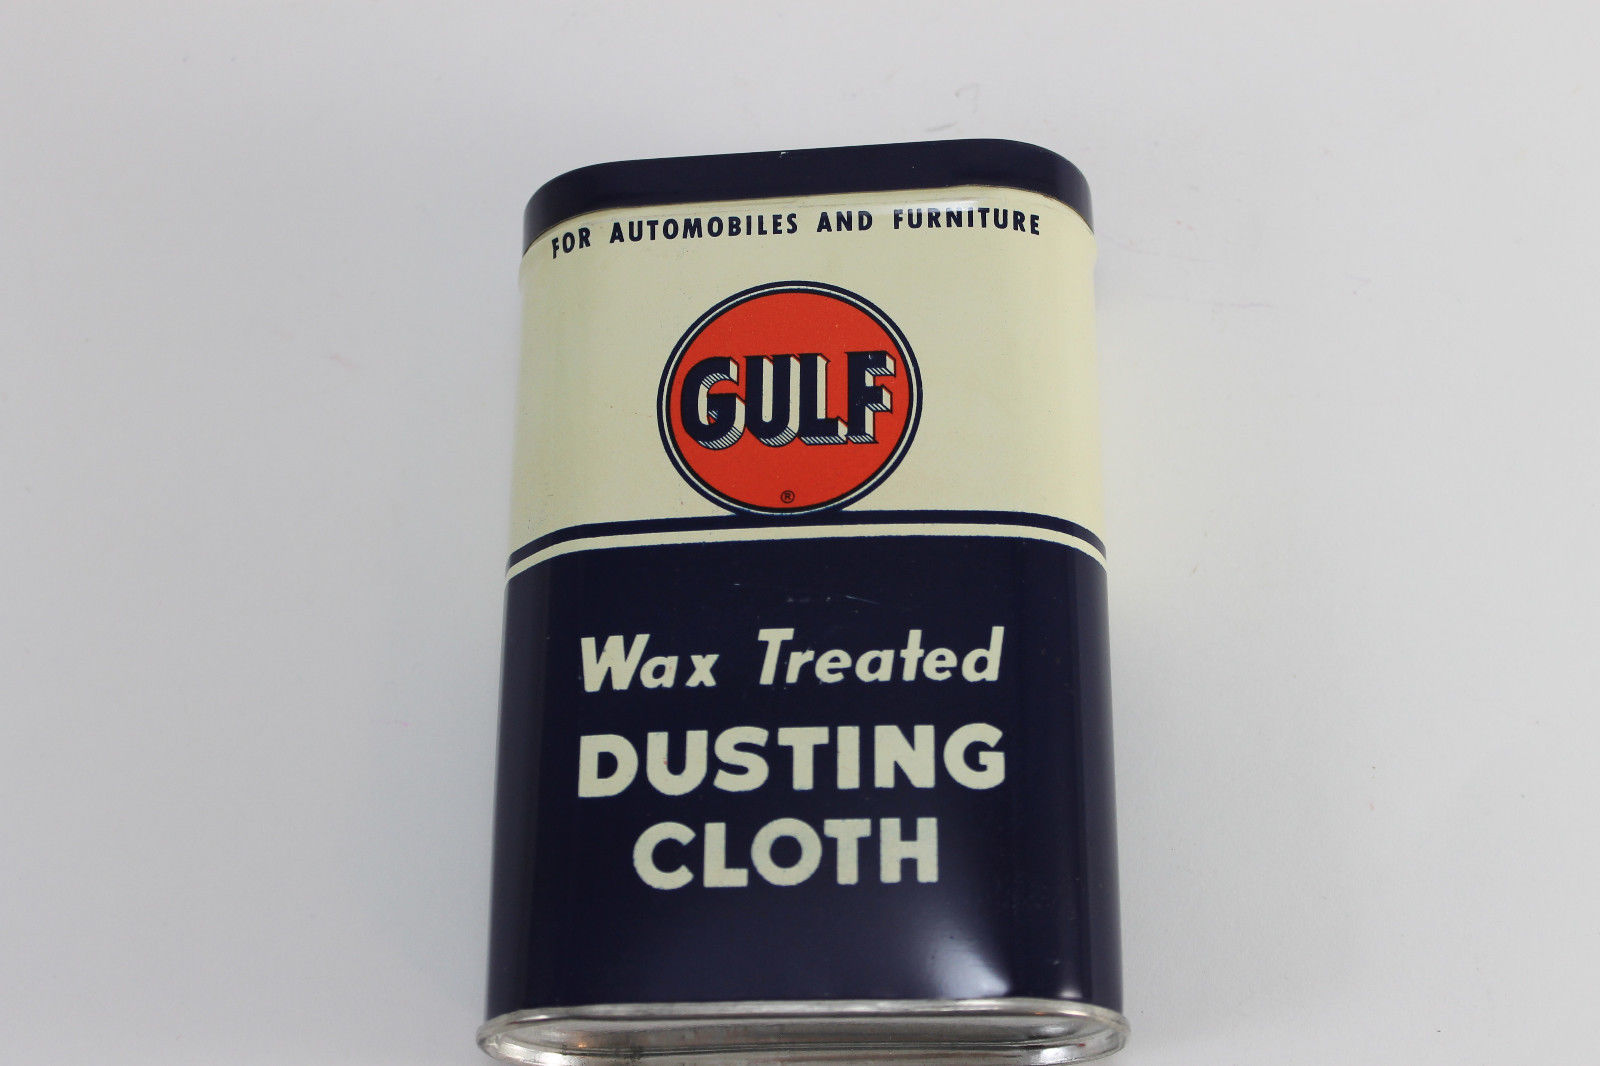 FOR AUTOMOBILES AND FURNITURE
GULF
®
Wax Treated
DUSTING
CLOTH